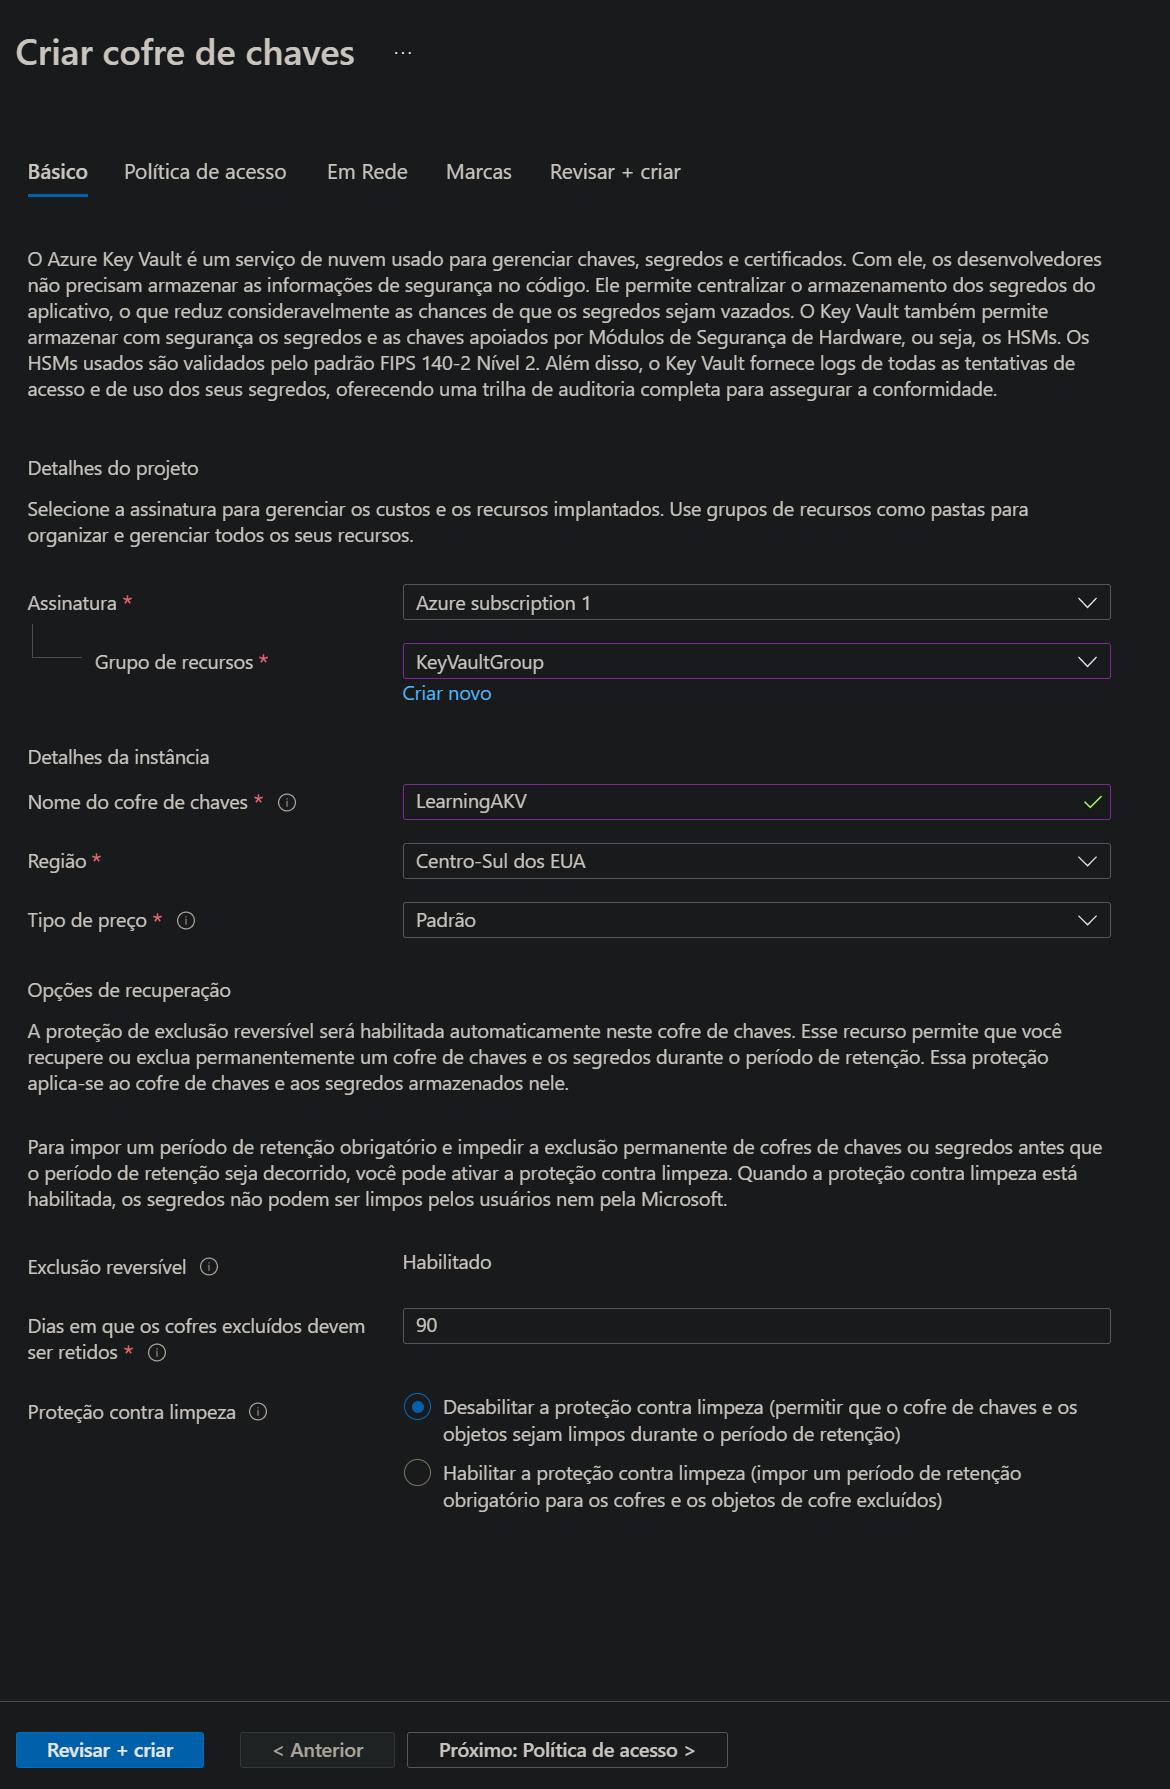 Criar cofre de chaves ...
Básico Política de acesso Em Rede Marcas Revisar + criar
O Azure Key Vault é um serviço de nuvem usado para gerenciar chaves, segredos e certificados. Com ele, os desenvolvedores
não precisam armazenar as informações de segurança no código. Ele permite centralizar o armazenamento dos segredos do
aplicativo, o que reduz consideravelmente as chances de que os segredos sejam vazados. O Key Vault também permite
armazenar com segurança os segredos e as chaves apoiados por Módulos de Segurança de Hardware, ou seja, os HSMs. Os
HSMs usados são validados pelo padrão FIPS 140-2 Nível 2. Além disso, o Key Vault fornece logs de todas as tentativas de
acesso e de uso dos seus segredos, oferecendo uma trilha de auditoria completa para assegurar a conformidade.
Detalhes do projeto
Selecione a assinatura para gerenciar os custos e os recursos implantados. Use grupos de recursos como pastas para
organizar e gerenciar todos os seus recursos.
Assinatura * Azure subscription 1
Grupo de recursos * KeyVaultGroup
Criar novo
Detalhes da instância
Nome do cofre de chaves * LearningAKV
Região * Centro-Sul dos EUA
Tipo de preço * Padrão
Opções de recuperação
A proteção de exclusão reversível será habilitada automaticamente neste cofre de chaves. Esse recurso permite que você
recupere ou exclua permanentemente um cofre de chaves e os segredos durante o período de retenção. Essa proteção
aplica-se ao cofre de chaves e aos segredos armazenados nele.
Para impor um período de retenção obrigatório e impedir a exclusão permanente de cofres de chaves ou segredos antes que
o período de retenção seja decorrido, você pode ativar a proteção contra limpeza. Quando a proteção contra limpeza está
habilitada, os segredos não podem ser limpos pelos usuários nem pela Microsoft.
Exclusão reversível Habilitado
Dias em que os cofres excluídos devem
ser retidos *
90
Proteção contra limpeza
Desabilitar a proteção contra limpeza (permitir que o cofre de chaves e os
objetos sejam limpos durante o período de retenção)
Habilitar a proteção contra limpeza (impor um período de retenção
obrigatório para os cofres e os objetos de cofre excluídos)
Revisar + criar < Anterior Próximo: Política de acesso >